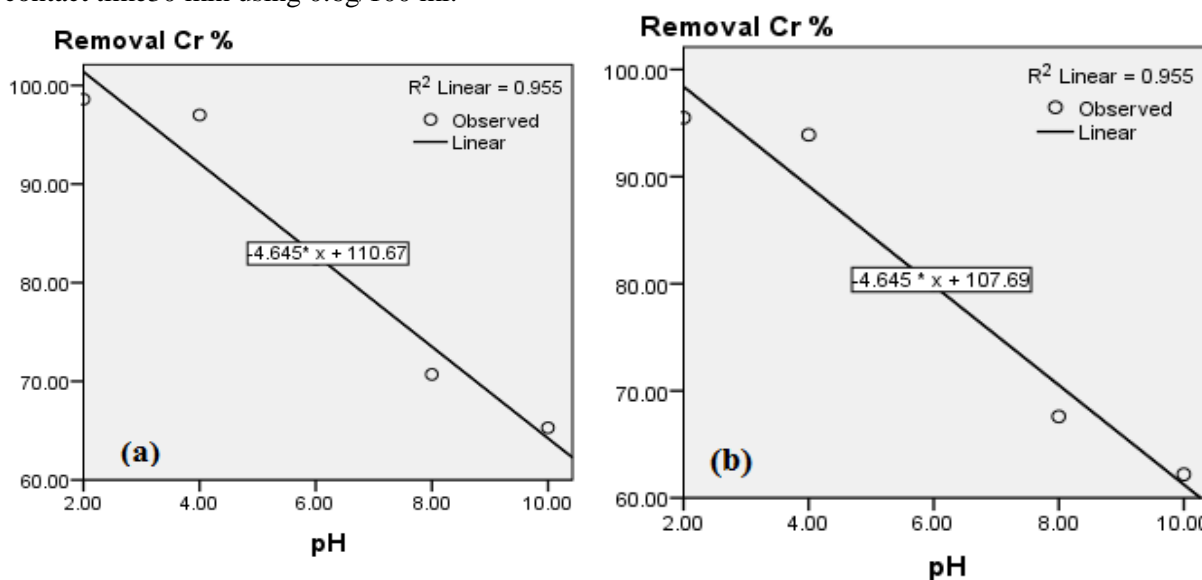 contact time30 min using 0.6g/100 ml.
Removal Cr %
100.00
90.00
80.00
70.00
60.00
2.00 4.00 6.00 8.00 10.00
pH
R² Linear = 0.955
Observed
Linear
-4.645* x + 110.67
(a)
Removal Cr %
100.00
90.00
80.00
70.00
60.00
2.00 4.00 6.00 8.00 10.00
pH
R² Linear = 0.955
Observed
Linear
-4.645 * x + 107.69
(b)